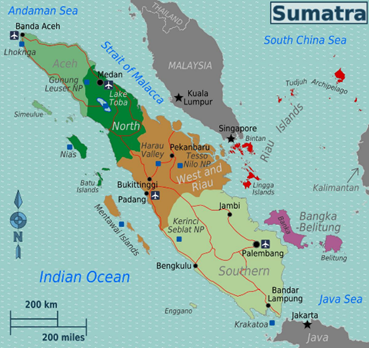 Sumatra
Andaman Sea
THAILAND
Banda Aceh
Lhoknga
Strait of Malacca
South China Sea
MALAYSIA
Aceh
Medan
Gunung
Leuser NP
Lake
Toba
Tudjuh Archipelago
Kuala
Lumpur
Simeulue
North
Singapore
Bintan
Riau
Islands
Nias
Harau
Valley
Pekanbaru
Tesso
Nilo NP
West and
Riau
Lingga
Islands
Kalimantan
Batu
Islands
Bukittinggi
Padang
Mentawai Islands
Jambi
Bangka
Bangka
-Belitung
Kerinci
Seblat NP
Belitung
Palembang
Southern
Indian Ocean
Bengkulu
Bandar
Lampung
Java Sea
Enggano
Krakatoa
Jakarta
Java
200 km
200 miles